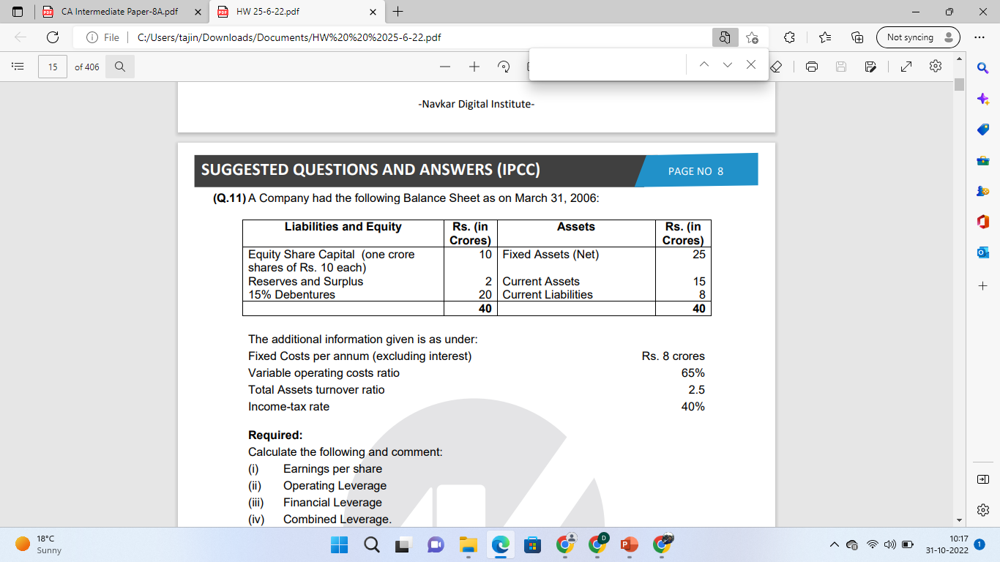 CA Intermediate Paper-8A.pdf
HW 25-6-22.pdf
File
C:/Users/tajin/Downloads/Documents/HW%20%20%2025-6-22.pdf
Not syncing
15 of 406
-Navkar Digital Institute-
SUGGESTED QUESTIONS AND ANSWERS (IPCC)
PAGE NO 8
(Q.11) A Company had the following Balance Sheet as on March 31, 2006:
Liabilities and Equity Rs. (in Crores) Assets Rs. (in Crores)
Equity Share Capital (one crore shares of Rs. 10 each) 10 Fixed Assets (Net) 25
Reserves and Surplus 2 Current Assets 15
15% Debentures 20 Current Liabilities 8
40 40
The additional information given is as under:
Fixed Costs per annum (excluding interest) Rs. 8 crores
Variable operating costs ratio 65%
Total Assets turnover ratio 2.5
Income-tax rate 40%
Required:
Calculate the following and comment:
(i) Earnings per share
(ii) Operating Leverage
(iii) Financial Leverage
(iv) Combined Leverage.
18°C
Sunny
10:17
31-10-2022
1